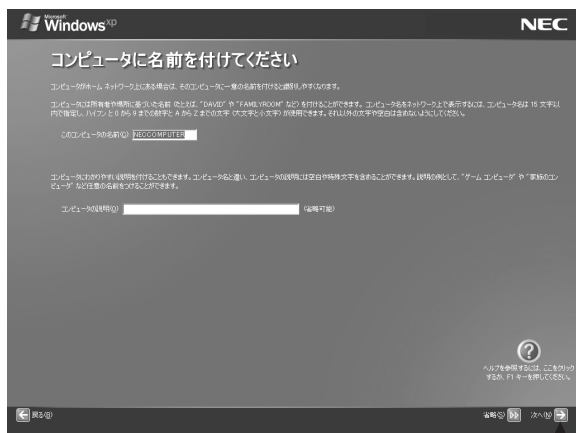 Microsoft
Windows xp
NEC
コンピュータに名前を付けてください
コンピュータがホーム ネットワーク上にある場合は、そのコンピュータに一意の名前を付けると識別しやすくなります。
コンピュータには所有者や場所に基づいた名前 (たとえば、"DAVID" や "FAMILYROOM" など) を付けることができます。コンピュータ名をネットワーク上で表示するには、コンピュータ名は 15 文字以
内で指定し、ハイフンと 0 から 9 までの数字と A から Z までの文字 (大文字と小文字) が使用できます。それ以外の文字や空白は含めないようにしてください。
このコンピュータの名前(C)
NECCOMPUTER
コンピュータにわかりやすい説明を付けることもできます。コンピュータ名と違い、コンピュータの説明には空白や特殊文字を含めることができます。説明の例として、"ゲーム コンピュータ" や "家族のコン
ピュータ" など任意の名前をつけることができます。
コンピュータの説明(O)
(省略可能)
ヘルプを参照するには、ここをクリック
するか、F1 キーを押してください。
戻る(B)
省略(S)
次へ(N)